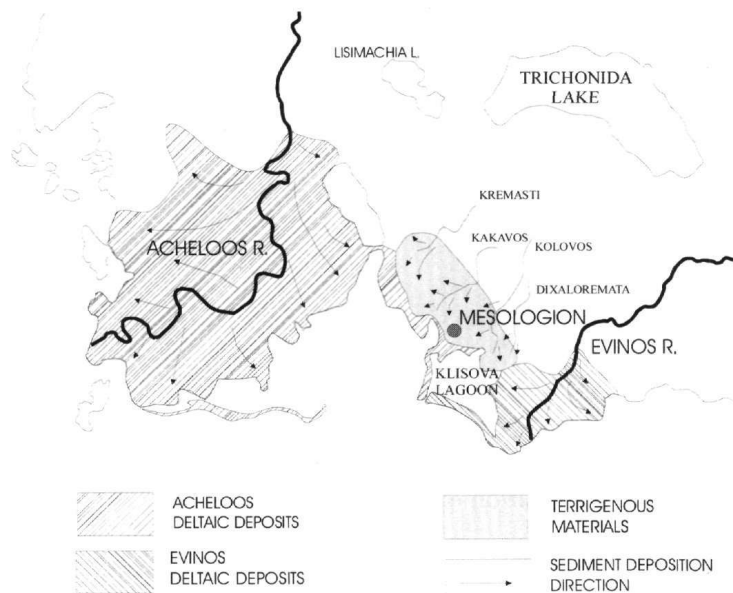 LISIMACHIA L.
TRICHONIDA
LAKE
KREMASTI
KAKAVOS
KOLOVOS
ACHELOOS R.
DIXALOREMATA
MESOLOGION
EVINOS R.
KLISOVA
LAGOON
ACHELOOS
DELTAIC DEPOSITS
EVINOS
DELTAIC DEPOSITS
TERRIGENOUS
MATERIALS
SEDIMENT DEPOSITION
DIRECTION